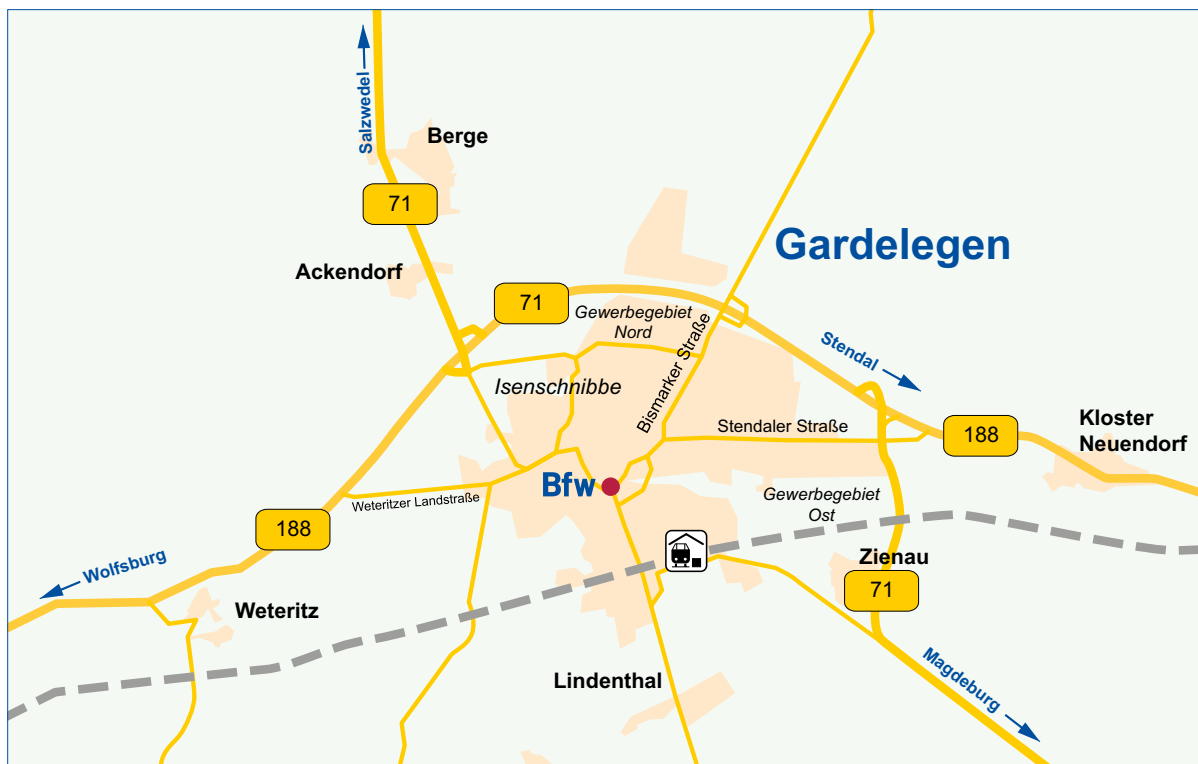 Salzwedel
Berge
71
Gardelegen
Ackendorf
71
Gewerbegebiet
Nord
Bismarker Straße
Stendal
Isenschnibbe
Kloster
Neuendorf
Stendaler Straße
188
Bfw
Weteritzer Landstraße
Gewerbegebiet
Ost
188
Wolfsburg
Zienau
71
Weteritz
Lindenthal
Magdeburg